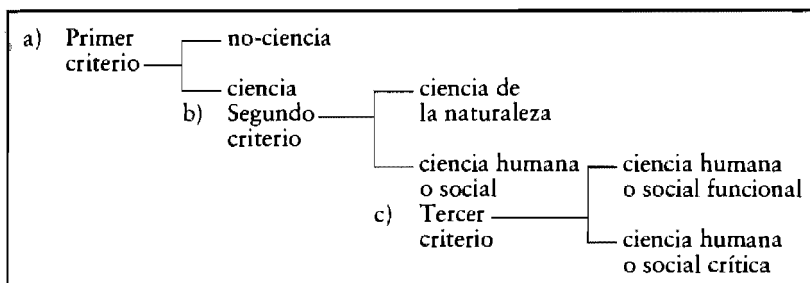 a) Primer criterio
no-ciencia
ciencia
b) Segundo criterio
ciencia de
la naturaleza
ciencia humana
o social
c) Tercer criterio
ciencia humana
o social funcional
ciencia humana
o social crítica